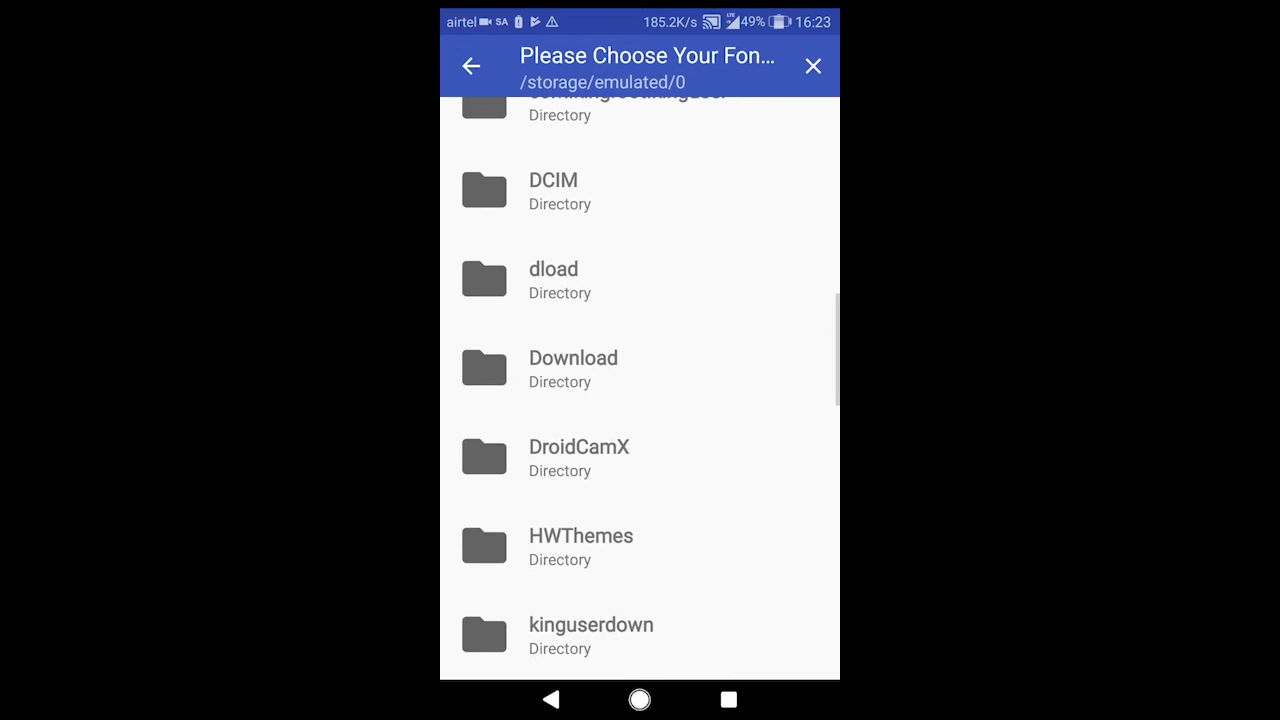 airtel SA 185.2K/s LTE 49% 16:23
Please Choose Your Fon...
/storage/emulated/0
Directory
DCIM
Directory
dload
Directory
Download
Directory
DroidCamX
Directory
HWThemes
Directory
kinguserdown
Directory